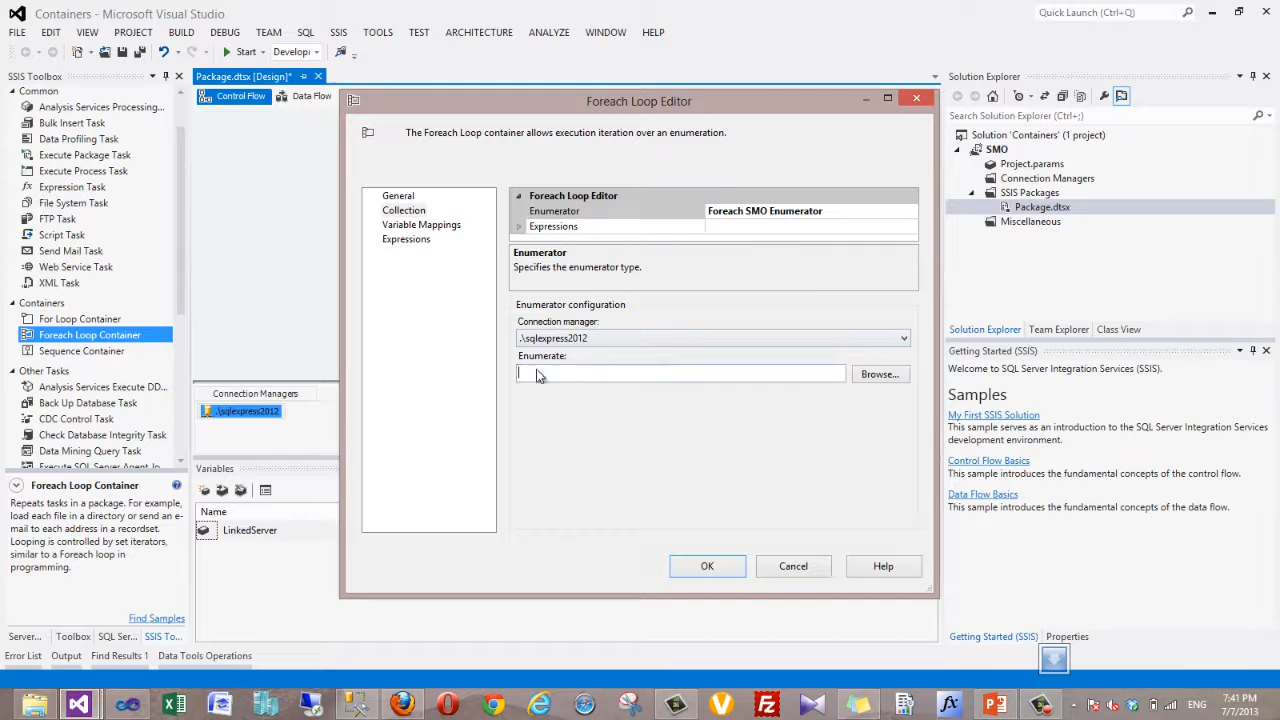 Containers - Microsoft Visual Studio
Quick Launch (Ctrl+Q)
FILE EDIT VIEW PROJECT BUILD DEBUG TEAM SQL SSIS TOOLS TEST ARCHITECTURE ANALYZE WINDOW HELP
Start Develop
SSIS Toolbox
Common
Analysis Services Processing...
Bulk Insert Task
Data Profiling Task
Execute Package Task
Execute Process Task
Expression Task
File System Task
FTP Task
Script Task
Send Mail Task
Web Service Task
XML Task
Containers
For Loop Container
Foreach Loop Container
Sequence Container
Other Tasks
Analysis Services Execute DD...
Back Up Database Task
CDC Control Task
Check Database Integrity Task
Data Mining Query Task
Execute SQL Server Agent Jo...
Foreach Loop Container
Repeats tasks in a package. For example,
load each file in a directory or send an e-
mail to each address in a recordset.
Looping is controlled by set iterators,
similar to a Foreach loop in
programming.
Find Samples
Server... Toolbox SQL Ser... SSIS To...
Error List Output Find Results 1 Data Tools Operations
Package.dtsx [Design]*
Control Flow Data Flow
Connection Managers
.\sqlexpress2012
Variables
Name
LinkedServer
Foreach Loop Editor
The Foreach Loop container allows execution iteration over an enumeration.
General
Collection
Variable Mappings
Expressions
Foreach Loop Editor
Enumerator Foreach SMO Enumerator
Expressions
Enumerator
Specifies the enumerator type.
Enumerator configuration
Connection manager:
.\sqlexpress2012
Enumerate:
Browse...
OK Cancel Help
Solution Explorer
Search Solution Explorer (Ctrl+;)
Solution 'Containers' (1 project)
SMO
Project.params
Connection Managers
SSIS Packages
Package.dtsx
Miscellaneous
Solution Explorer Team Explorer Class View
Getting Started (SSIS)
Welcome to SQL Server Integration Services (SSIS).
Samples
My First SSIS Solution
This sample serves as an introduction to the SQL Server Integration Services
development environment.
Control Flow Basics
This sample introduces the fundamental concepts of the control flow.
Data Flow Basics
This sample introduces the fundamental concepts of the data flow.
Getting Started (SSIS) Properties
ENG
7:41 PM
7/7/2013